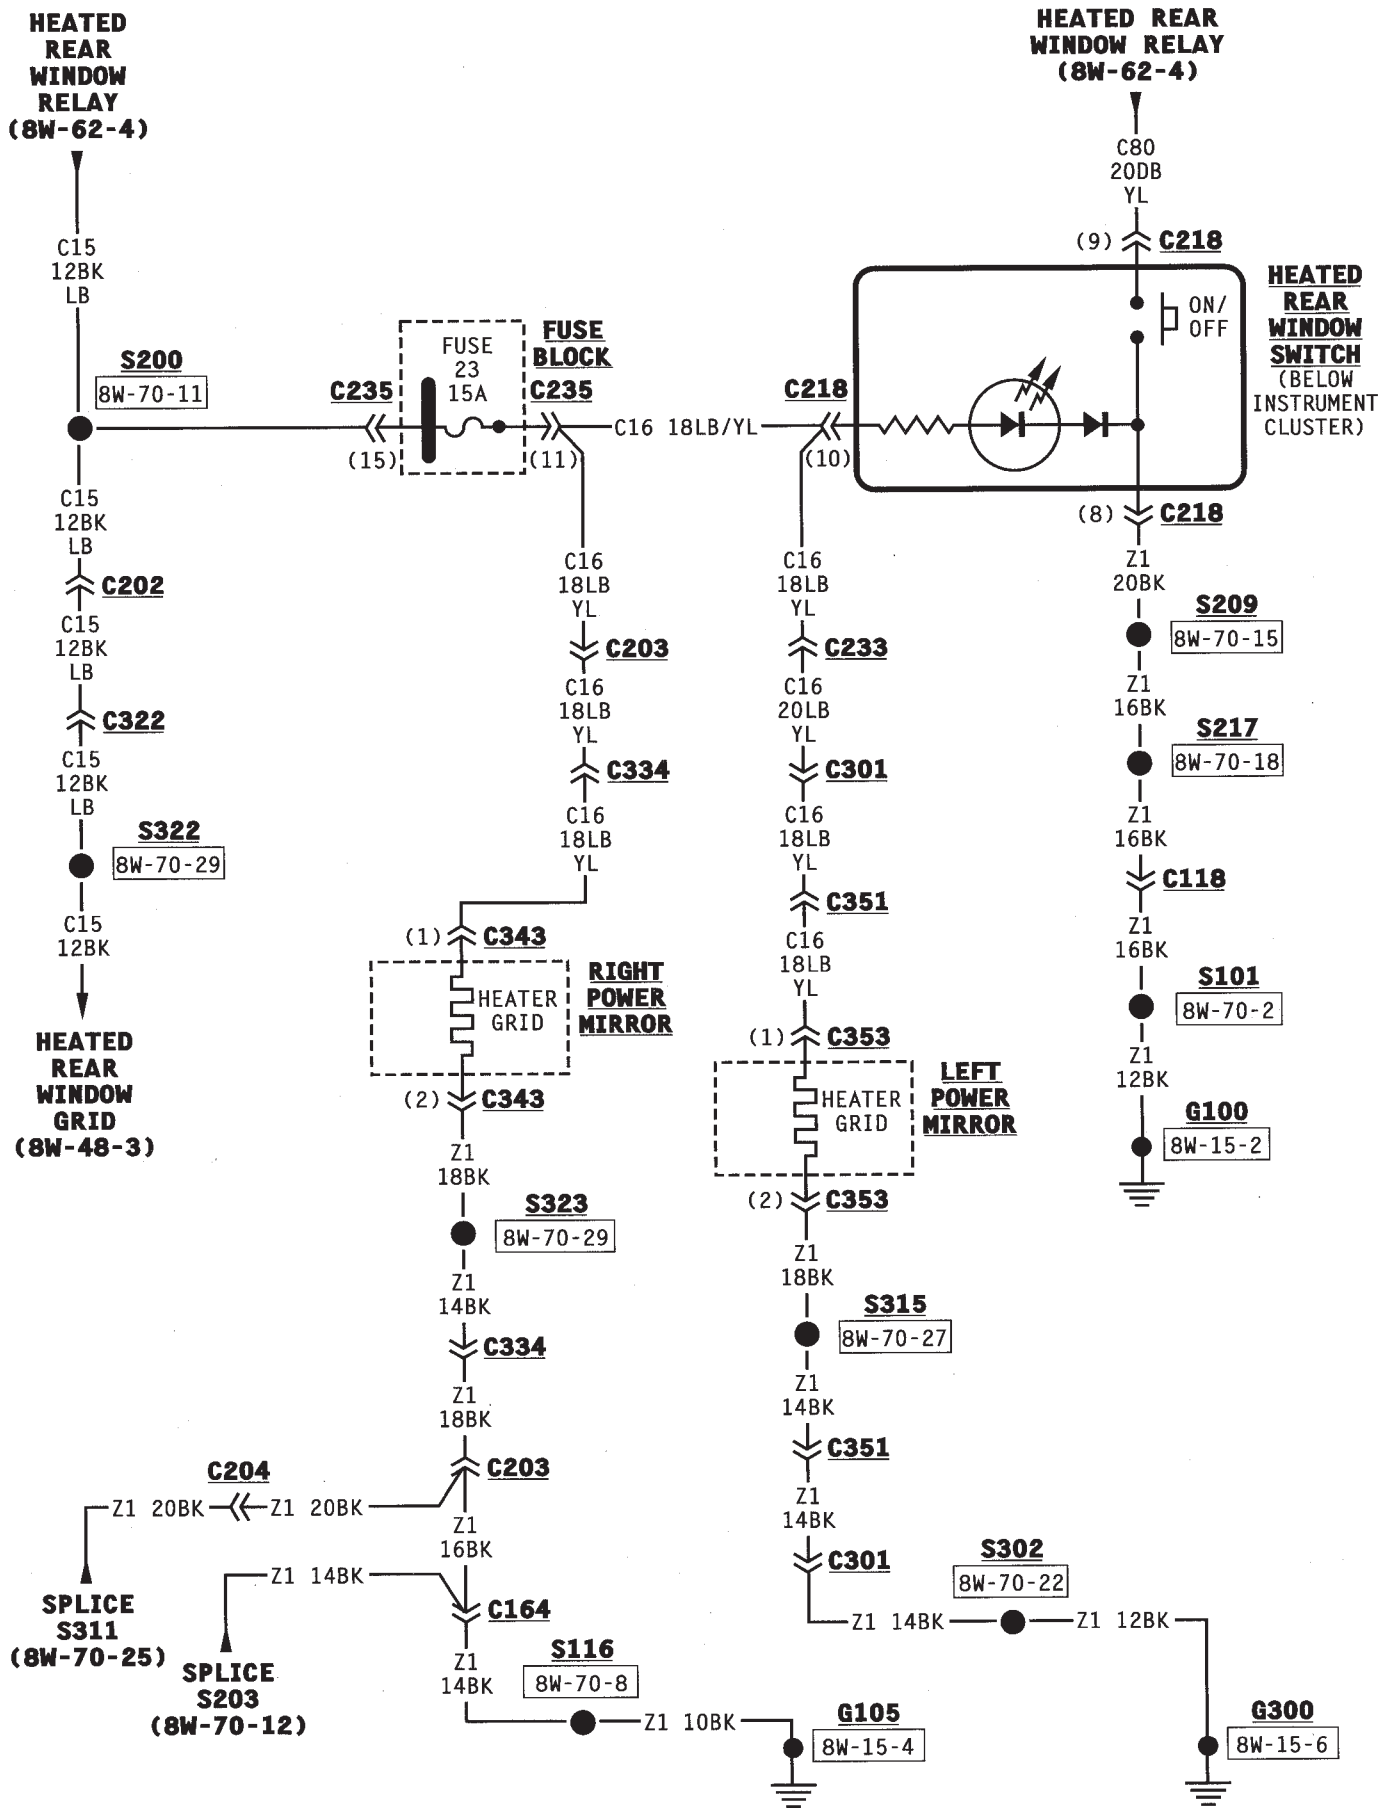 HEATED
REAR
WINDOW
RELAY
(8W-62-4)
C15
12BK
LB
S200
8W-70-11
C15
12BK
LB
C202
C15
12BK
LB
C322
C15
12BK
LB
S322
8W-70-29
C15
12BK
HEATED
REAR
WINDOW
GRID
(8W-48-3)
C235
(15)
FUSE
23
15A
FUSE
BLOCK
C235
(11)
C16 18LB/YL
C218
(10)
HEATED REAR
WINDOW RELAY
(8W-62-4)
C80
20DB
YL
(9) C218
ON/
OFF
HEATED
REAR
WINDOW
SWITCH
(BELOW
INSTRUMENT
CLUSTER)
(8) C218
Z1
20BK
S209
8W-70-15
Z1
16BK
S217
8W-70-18
Z1
16BK
C118
Z1
16BK
S101
8W-70-2
Z1
12BK
G100
8W-15-2
C16
18LB
YL
C203
C16
18LB
YL
C334
C16
18LB
YL
(1) C343
HEATER
GRID
RIGHT
POWER
MIRROR
(2) C343
Z1
18BK
S323
8W-70-29
Z1
14BK
C334
Z1
18BK
C203
C204
Z1 20BK
Z1 20BK
Z1
16BK
Z1 14BK
SPLICE
S311
(8W-70-25)
SPLICE
S203
(8W-70-12)
C164
Z1
14BK
S116
8W-70-8
Z1 10BK
G105
8W-15-4
C16
18LB
YL
C233
C16
20LB
YL
C301
C16
18LB
YL
C351
C16
18LB
YL
(1) C353
HEATER
GRID
LEFT
POWER
MIRROR
(2) C353
Z1
18BK
S315
8W-70-27
Z1
14BK
C351
Z1
14BK
C301
Z1 14BK
S302
8W-70-22
Z1 12BK
G300
8W-15-6